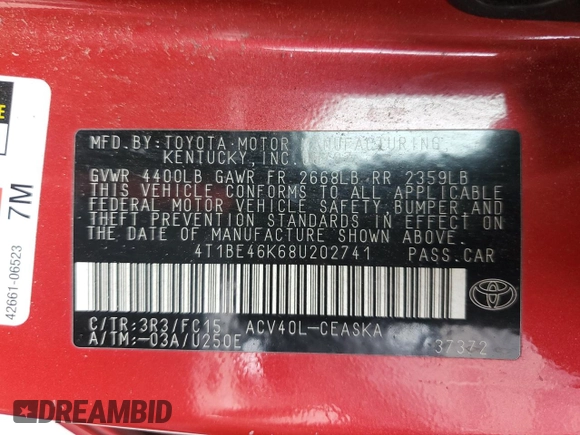 MFD.BY:TOYOTA MOTOR MANUFACTURING
KENTUCKY, INC.
GVWR 4400LB GAWR FR 2668LB RR 2359LB
THIS VEHICLE CONFORMS TO ALL APPLICABLE
FEDERAL MOTOR VEHICLE SAFETY,BUMPER,AND
THEFT PREVENTION STANDARDS IN EFFECT ON
THE DATE OF MANUFACTURE SHOWN ABOVE.
4T1BE46K68U202741 PASS.CAR
C/TR:3R3/FC15 ACV40L-CEASKA
A/TM:-03A/U250E 37372
TOYOTA
7M
42661-06523
DREAMBID